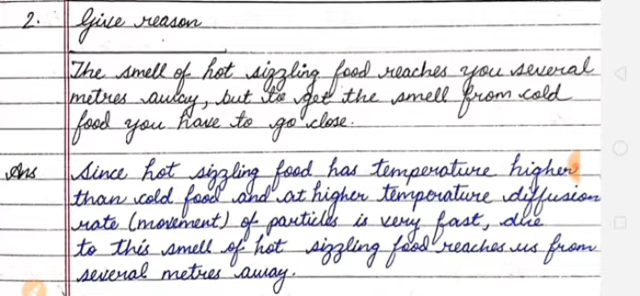 2. Give reason
The smell of hot sizzling food reaches you several
metres away, but to get the smell from cold
food you have to go close.
Ans Since hot sizzling food has temperature higher
than cold food and at higher temperature diffusion
rate (movement) of particles is very fast, due
to this smell of hot sizzling food reaches us from
several metres away.